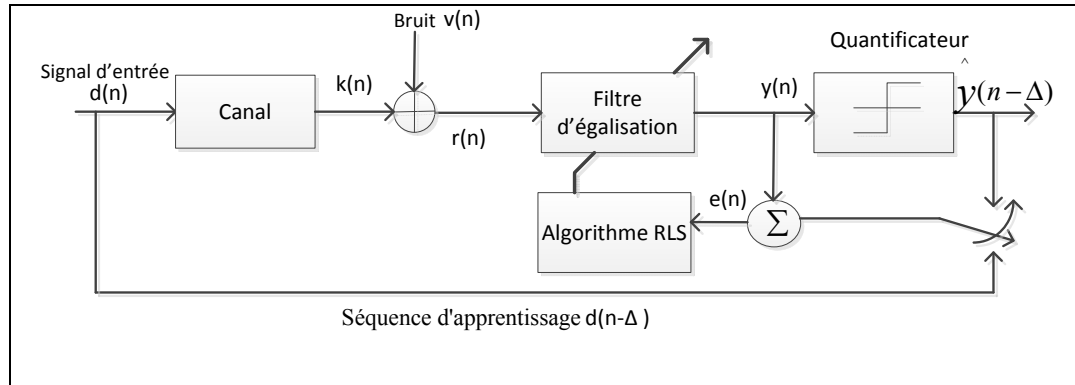 Bruit v(n)
Signal d'entrée
d(n)
Canal
k(n)
r(n)
Filtre
d'égalisation
y(n)
Quantificateur
ŷ(n − Δ)
Algorithme RLS
e(n)
Σ
Séquence d'apprentissage d(n-Δ )